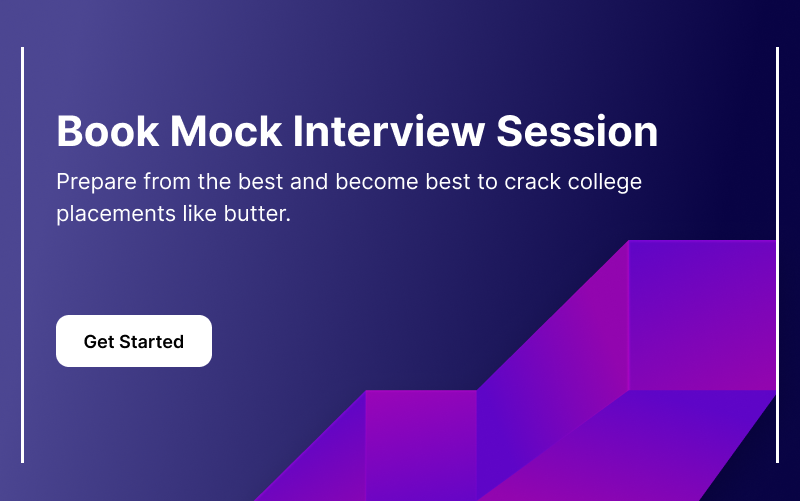 Book Mock Interview Session
Prepare from the best and become best to crack college
placements like butter.
Get Started